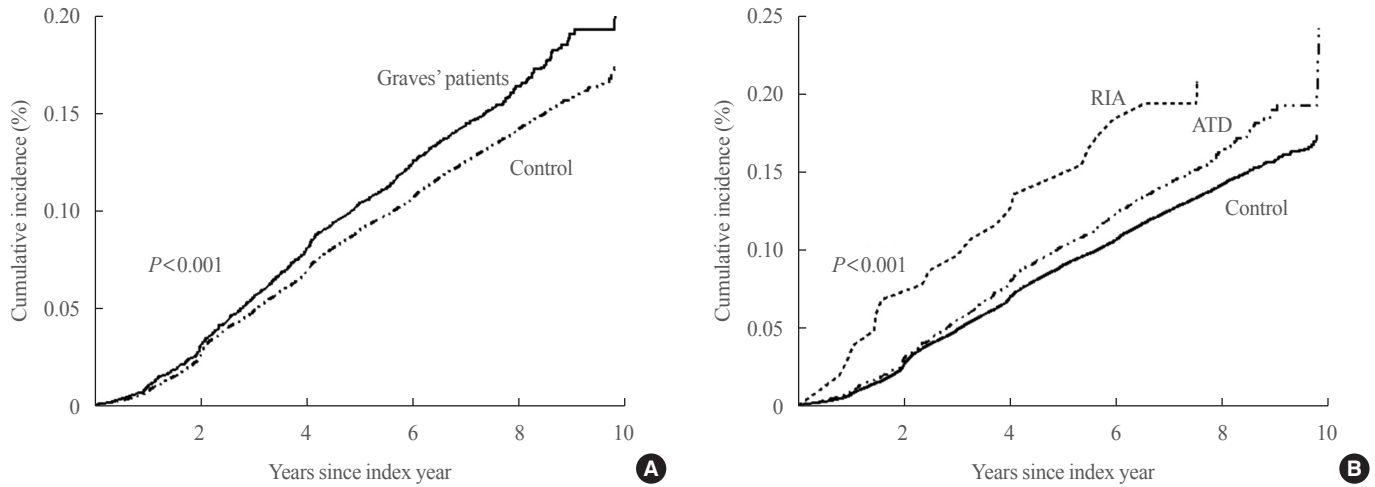 0.20
0.15
0.10
0.05
0
Cumulative incidence (%)
Graves’ patients
Control
P<0.001
2 4 6 8 10
Years since index year
A
0.25
0.20
0.15
0.10
0.05
0
Cumulative incidence (%)
RIA
ATD
Control
P<0.001
2 4 6 8 10
Years since index year
B